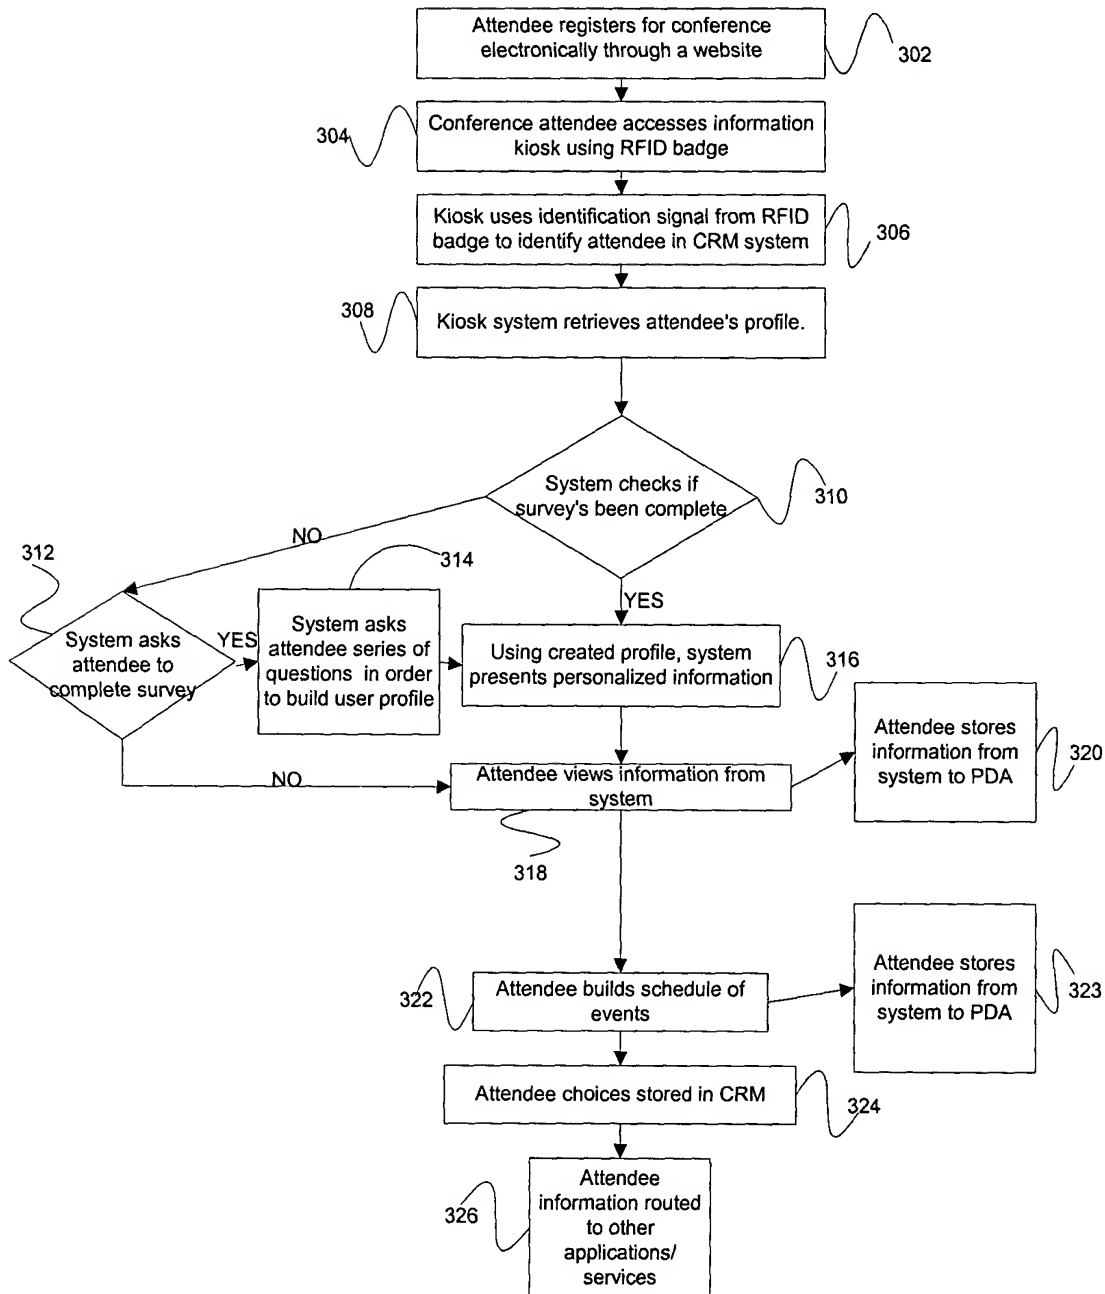 Attendee registers for conference
electronically through a website
302
304
Conference attendee accesses information
kiosk using RFID badge
Kiosk uses identification signal from RFID
badge to identify attendee in CRM system
306
308
Kiosk system retrieves attendee's profile.
System checks if
survey's been complete
310
NO
YES
312
System asks
attendee to
complete survey
YES
314
System asks
attendee series of
questions in order
to build user profile
Using created profile, system
presents personalized information
316
NO
Attendee views information from
system
318
Attendee stores
information from
system to PDA
320
322
Attendee builds schedule of
events
Attendee stores
information from
system to PDA
323
Attendee choices stored in CRM
324
326
Attendee
information routed
to other
applications/
services